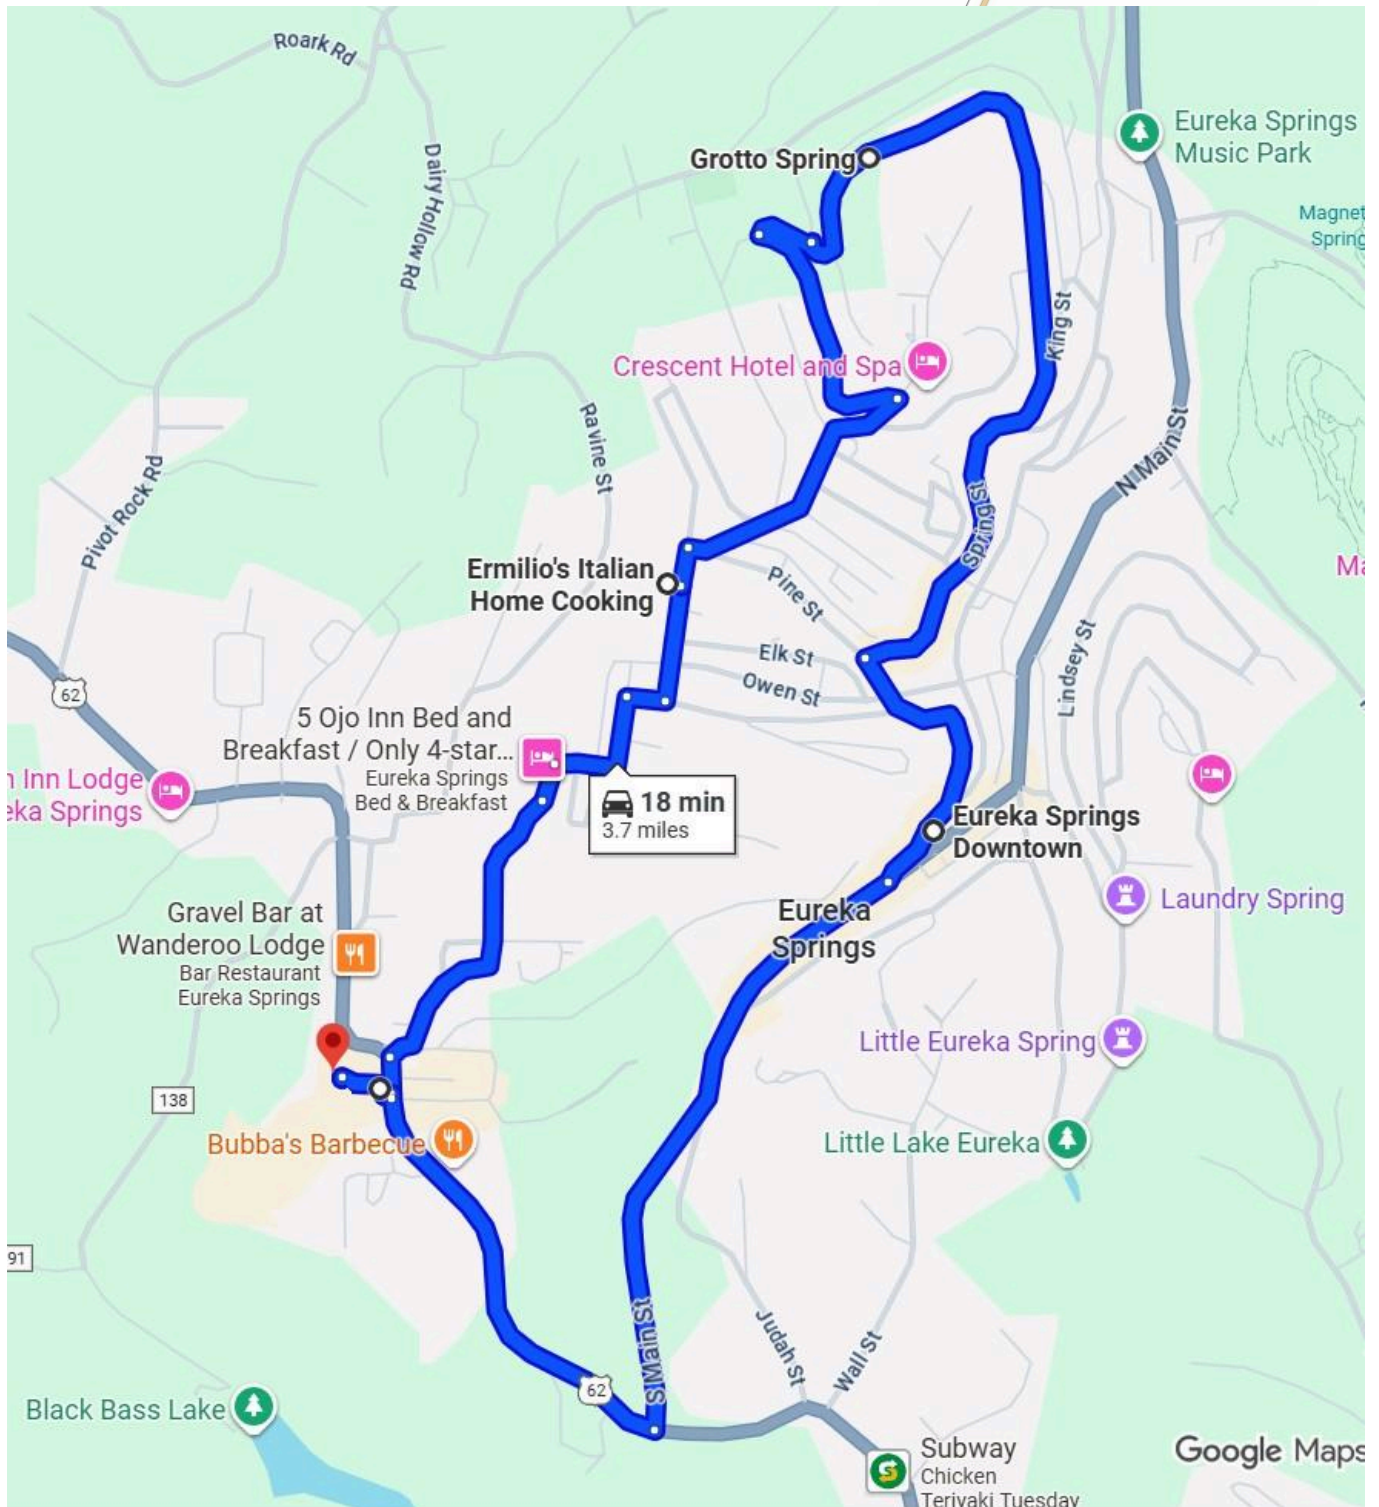 Roark Rd
Eureka Springs
Music Park
Dairy Hollow Rd
Grotto Spring
Magnet
Spring
King St
Crescent Hotel and Spa
Ravine St
N Main St
Pivot Rock Rd
Spring St
Ermilio's Italian
Home Cooking
Pine St
Ma
Elk St
Lindsey St
62
Owen St
5 Ojo Inn Bed and
Breakfast / Only 4-star...
Eureka Springs
Bed & Breakfast
n Inn Lodge
eka Springs
18 min
3.7 miles
Eureka Springs
Downtown
Laundry Spring
Eureka
Springs
Gravel Bar at
Wanderoo Lodge
Bar Restaurant
Eureka Springs
Little Eureka Spring
138
Bubba's Barbecue
Little Lake Eureka
91
S Main St
Judah St
Wall St
62
Black Bass Lake
Subway
Chicken
Teriyaki Tuesday
Google Maps